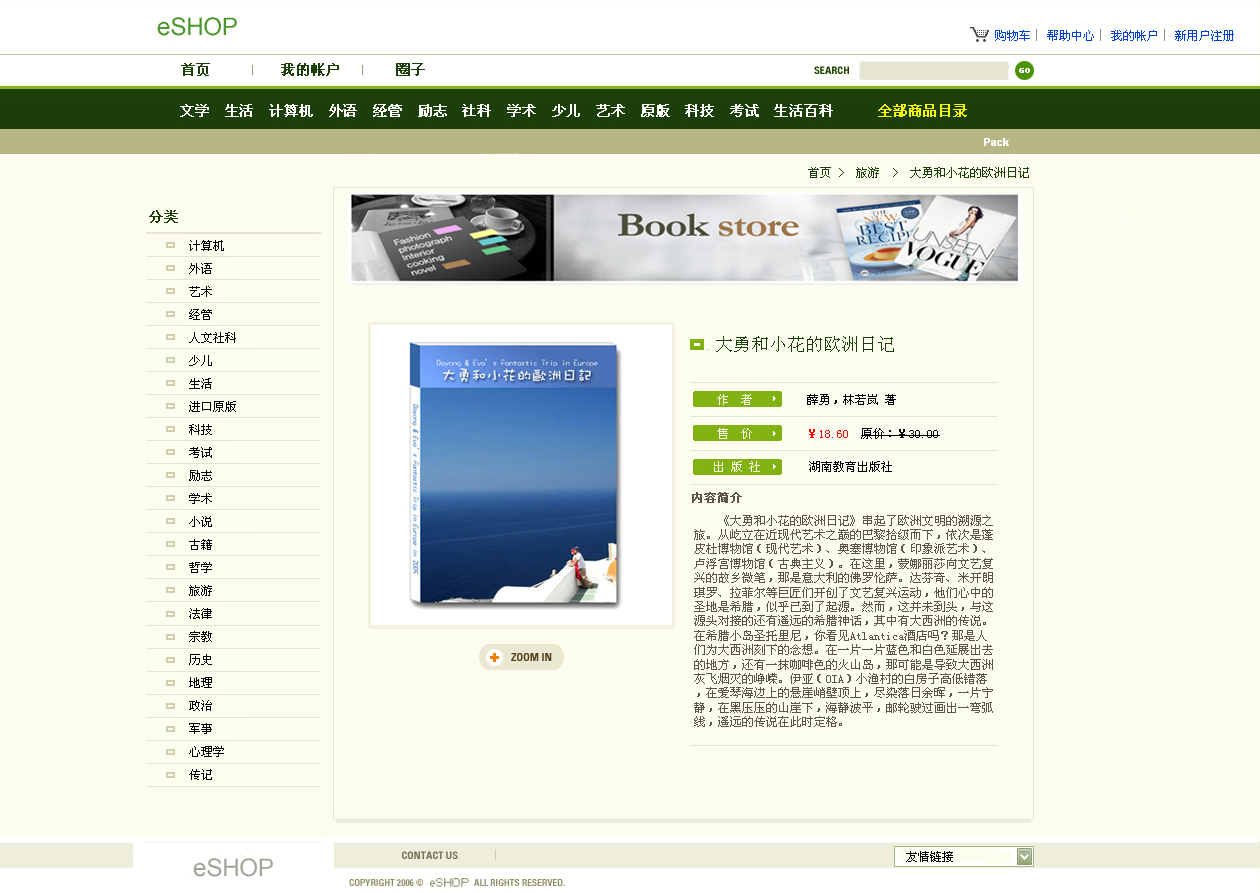 eSHOP
购物车 | 帮助中心 | 我的帐户 | 新用户注册
首页 | 我的帐户 | 圈子
SEARCH GO
文学 生活 计算机 外语 经管 励志 社科 学术 少儿 艺术 原版 科技 考试 生活百科 全部商品目录
Pack
首页 > 旅游 > 大勇和小花的欧洲日记
分类
计算机
外语
艺术
经管
人文社科
少儿
生活
进口原版
科技
考试
励志
学术
小说
古籍
哲学
旅游
法律
宗教
历史
地理
政治
军事
心理学
传记
Fashion
photograph
Interior
cooking
novel
Book store
THE NEW
BEST
RECIPE
UNSEEN
VOGUE
Dayong & Eva's Fantastic Trip in Europe
大勇和小花的歐洲日記
Dayong & Eva's Fantastic Trip in Europe in 2005
ZOOM IN
大勇和小花的欧洲日记
作 者 薛勇，林若岚 著
售 价 ￥18.60 原价：￥30.00
出 版 社 湖南教育出版社
内容简介
《大勇和小花的欧洲日记》串起了欧洲文明的溯源之
旅。从屹立在近现代艺术之巅的巴黎拾级而下，依次是蓬
皮杜博物馆（现代艺术）、奥塞博物馆（印象派艺术）、
卢浮宫博物馆（古典主义）。在这里，蒙娜丽莎向文艺复
兴的故乡微笔，那是意大利的佛罗伦萨。达芬奇、米开朗
琪罗、拉菲尔等巨匠们开创了文艺复兴运动，他们心中的
圣地是希腊，似乎已到了起源。然而，这并未到头，与这
源头对接的还有遥远的希腊神话，其中有大西洲的传说。
在希腊小岛圣托里尼，你看见Atlantica酒店吗？那是人
们为大西洲刻下的念想。在一片一片蓝色和白色延展出去
的地方，还有一抹咖啡色的火山岛，那可能是导致大西洲
灰飞烟灭的峥嵘。伊亚（OIA）小渔村的白房子高低错落
，在爱琴海边上的悬崖峭壁顶上，尽染落日余晖，一片宁
静，在黑压压的山崖下，海静波平，邮轮驶过画出一弯弧
线，遥远的传说在此时定格。
eSHOP
CONTACT US |
友情链接
COPYRIGHT 2006 © eSHOP ALL RIGHTS RESERVED.